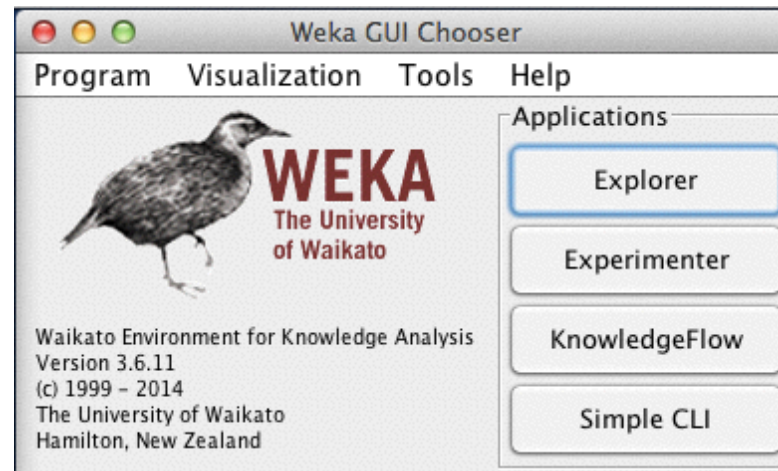 Weka GUI Chooser
Program Visualization Tools Help
WEKA
The University
of Waikato
Waikato Environment for Knowledge Analysis
Version 3.6.11
(c) 1999 – 2014
The University of Waikato
Hamilton, New Zealand
Applications
Explorer
Experimenter
KnowledgeFlow
Simple CLI